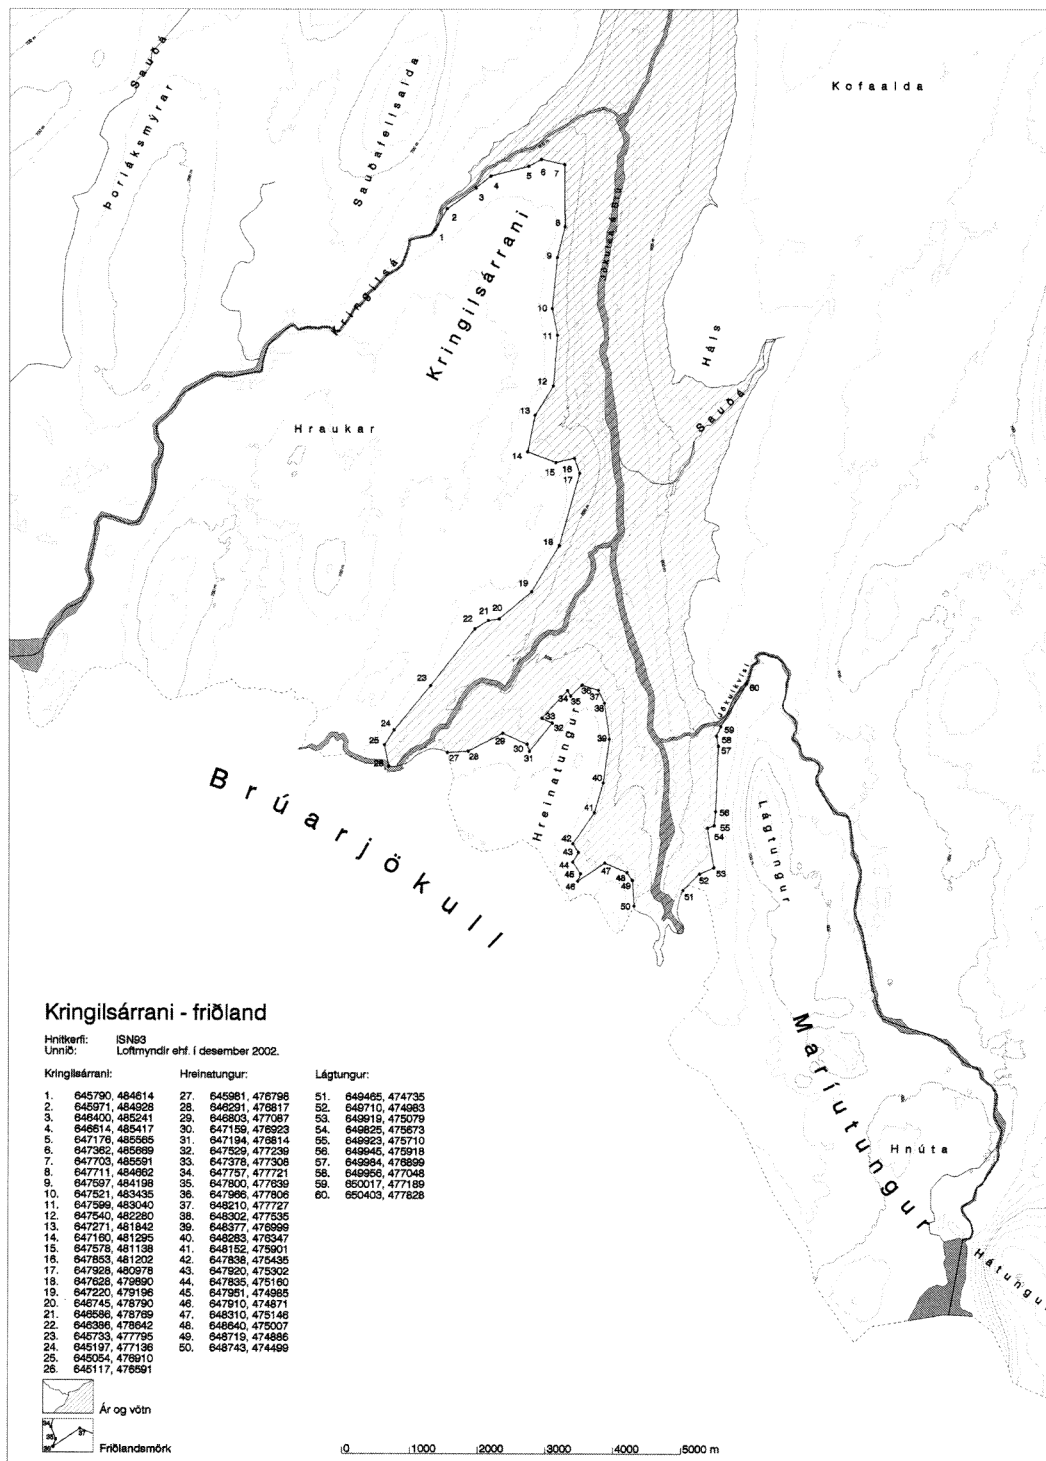 Kofaalda
Sauðá
Þorláksmýrar
Sauðafellsalda
Kringilsá
Kringilsárrani
Jökulsá á Brú
Háls
Sauðá
Hraukar
Jökulkvísl
Hreinatungur
Lágtungur
Brúarjökull
Maríutungur
Hnúta
Hátungur
Kringilsárrani - friðland
Hnitkerfi: ISN93
Unnið: Loftmyndir ehf. í desember 2002.
Kringilsárrani:
1. 645790, 484614
2. 645971, 484928
3. 646400, 485241
4. 646614, 485417
5. 647176, 485565
6. 647362, 485669
7. 647703, 485591
8. 647711, 484662
9. 647597, 484198
10. 647521, 483435
11. 647599, 483040
12. 647540, 482280
13. 647271, 481842
14. 647160, 481295
15. 647578, 481138
16. 647853, 481202
17. 647928, 480978
18. 647628, 479890
19. 647220, 479196
20. 646745, 478790
21. 646586, 478769
22. 646386, 478642
23. 645733, 477795
24. 645197, 477136
25. 645054, 476910
26. 645117, 476591
Hreinatungur:
27. 645981, 476798
28. 646291, 476817
29. 646803, 477087
30. 647159, 476923
31. 647194, 476814
32. 647529, 477239
33. 647378, 477308
34. 647757, 477721
35. 647800, 477639
36. 647966, 477806
37. 648210, 477727
38. 648302, 477535
39. 648377, 476999
40. 648283, 476347
41. 648152, 475901
42. 647838, 475435
43. 647920, 475302
44. 647835, 475160
45. 647951, 474985
46. 647910, 474871
47. 648310, 475146
48. 648640, 475007
49. 648719, 474886
50. 648743, 474499
Lágtungur:
51. 649465, 474735
52. 649710, 474983
53. 649919, 475079
54. 649825, 475673
55. 649923, 475710
56. 649945, 475918
57. 649984, 476899
58. 649956, 477048
59. 650017, 477189
60. 650403, 477828
Ár og vötn
Friðlandsmörk
0 1000 2000 3000 4000 5000 m